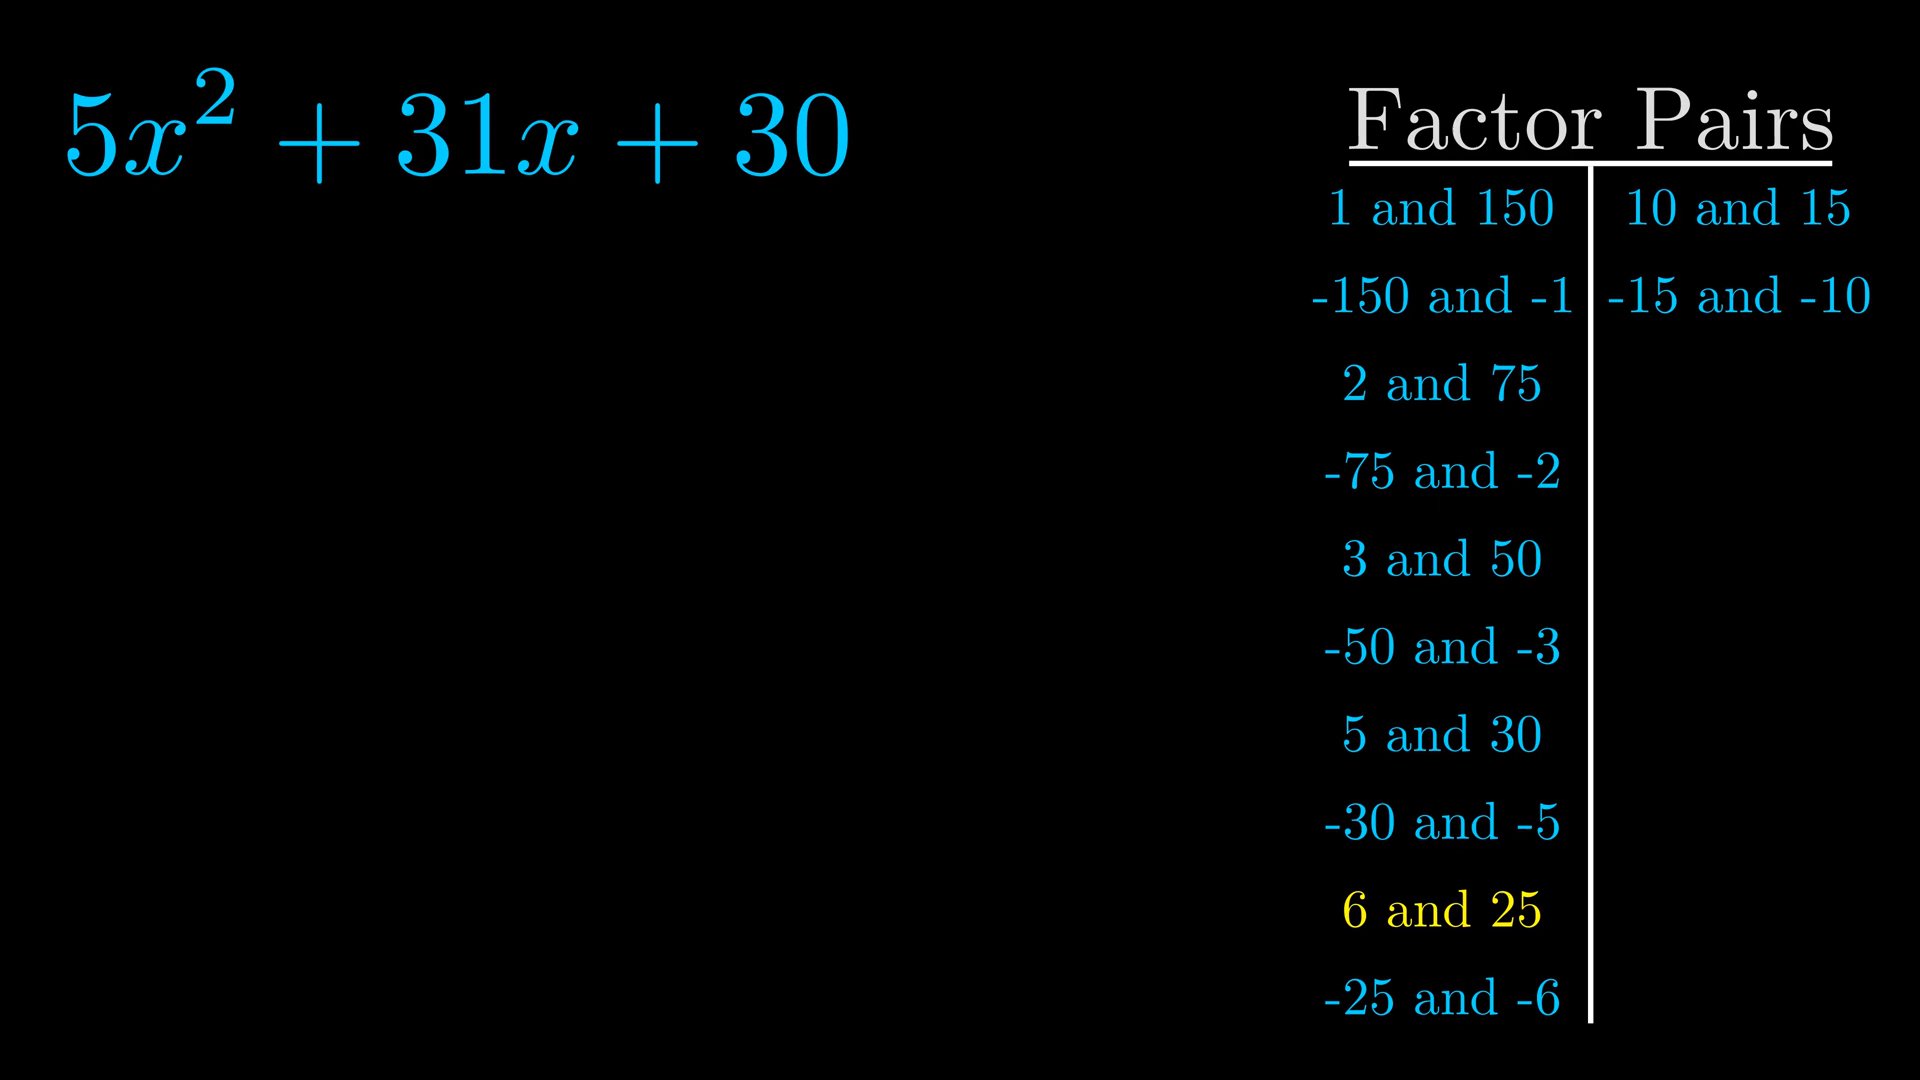 5x² + 31x + 30
Factor Pairs
1 and 150
-150 and -1
2 and 75
-75 and -2
3 and 50
-50 and -3
5 and 30
-30 and -5
6 and 25
-25 and -6
10 and 15
-15 and -10